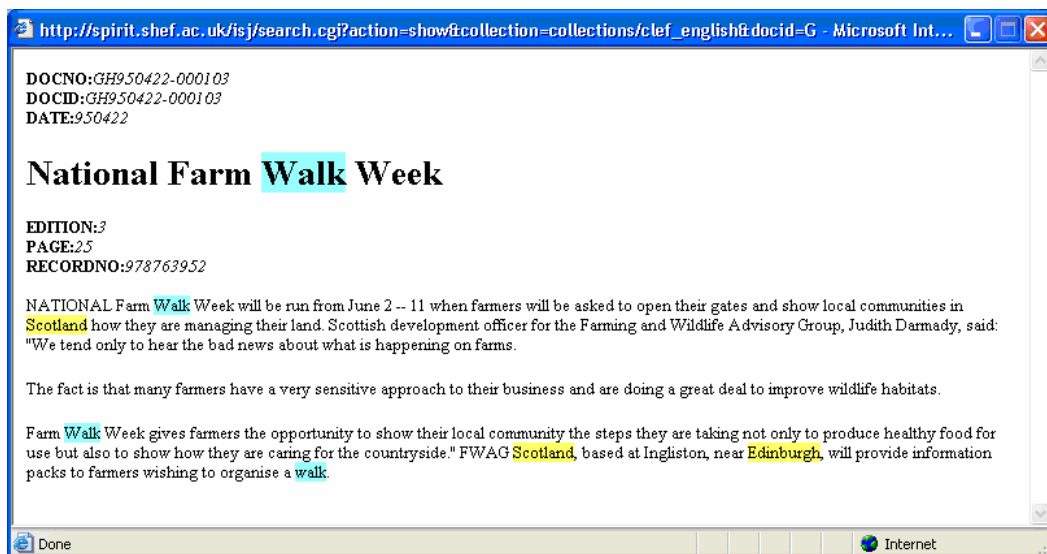 http://spirit.shef.ac.uk/isj/search.cgi?action=show&collection=collections/clef_english&docid=G - Microsoft Int...
DOCNO:GH950422-000103
DOCID:GH950422-000103
DATE:950422
National Farm Walk Week
EDITION:3
PAGE:25
RECORDNO:978763952
NATIONAL Farm Walk Week will be run from June 2 -- 11 when farmers will be asked to open their gates and show local communities in
Scotland how they are managing their land. Scottish development officer for the Farming and Wildlife Advisory Group, Judith Darmady, said:
"We tend only to hear the bad news about what is happening on farms.
The fact is that many farmers have a very sensitive approach to their business and are doing a great deal to improve wildlife habitats.
Farm Walk Week gives farmers the opportunity to show their local community the steps they are taking not only to produce healthy food for
use but also to show how they are caring for the countryside." FWAG Scotland, based at Ingliston, near Edinburgh, will provide information
packs to farmers wishing to organise a walk.
Done
Internet